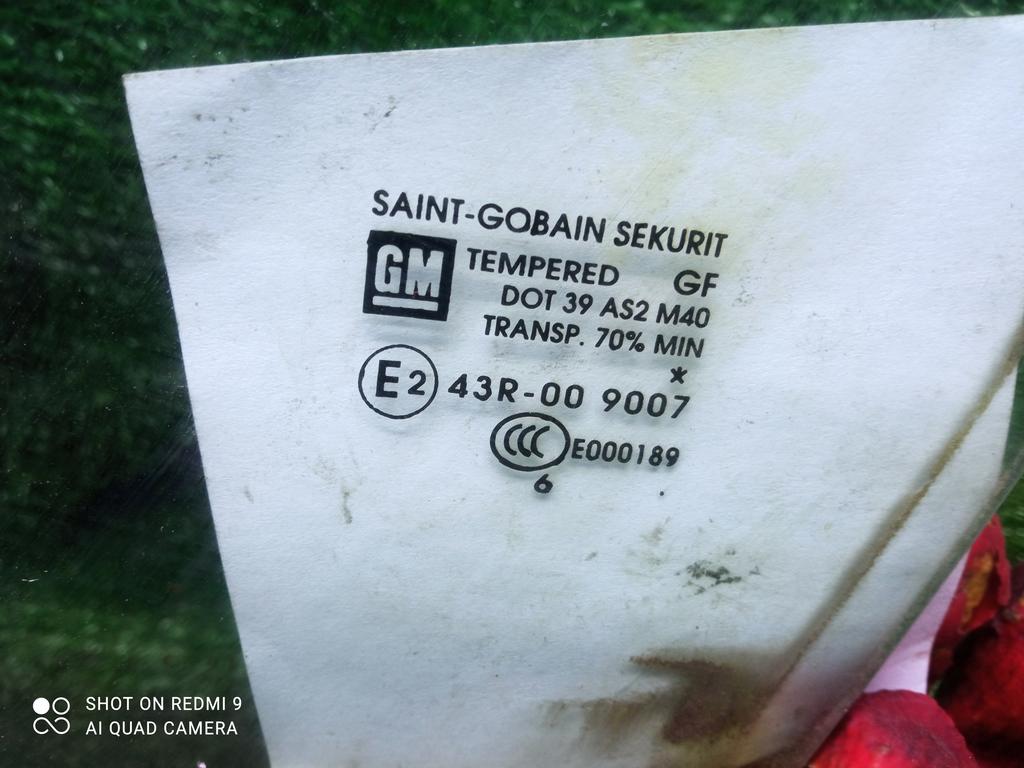 SAINT-GOBAIN SEKURIT
GM
TEMPERED GF
DOT 39 AS2 M40
TRANSP. 70% MIN
*
E2 43R-00 9007
CCC E000189
6 .
SHOT ON REDMI 9
AI QUAD CAMERA